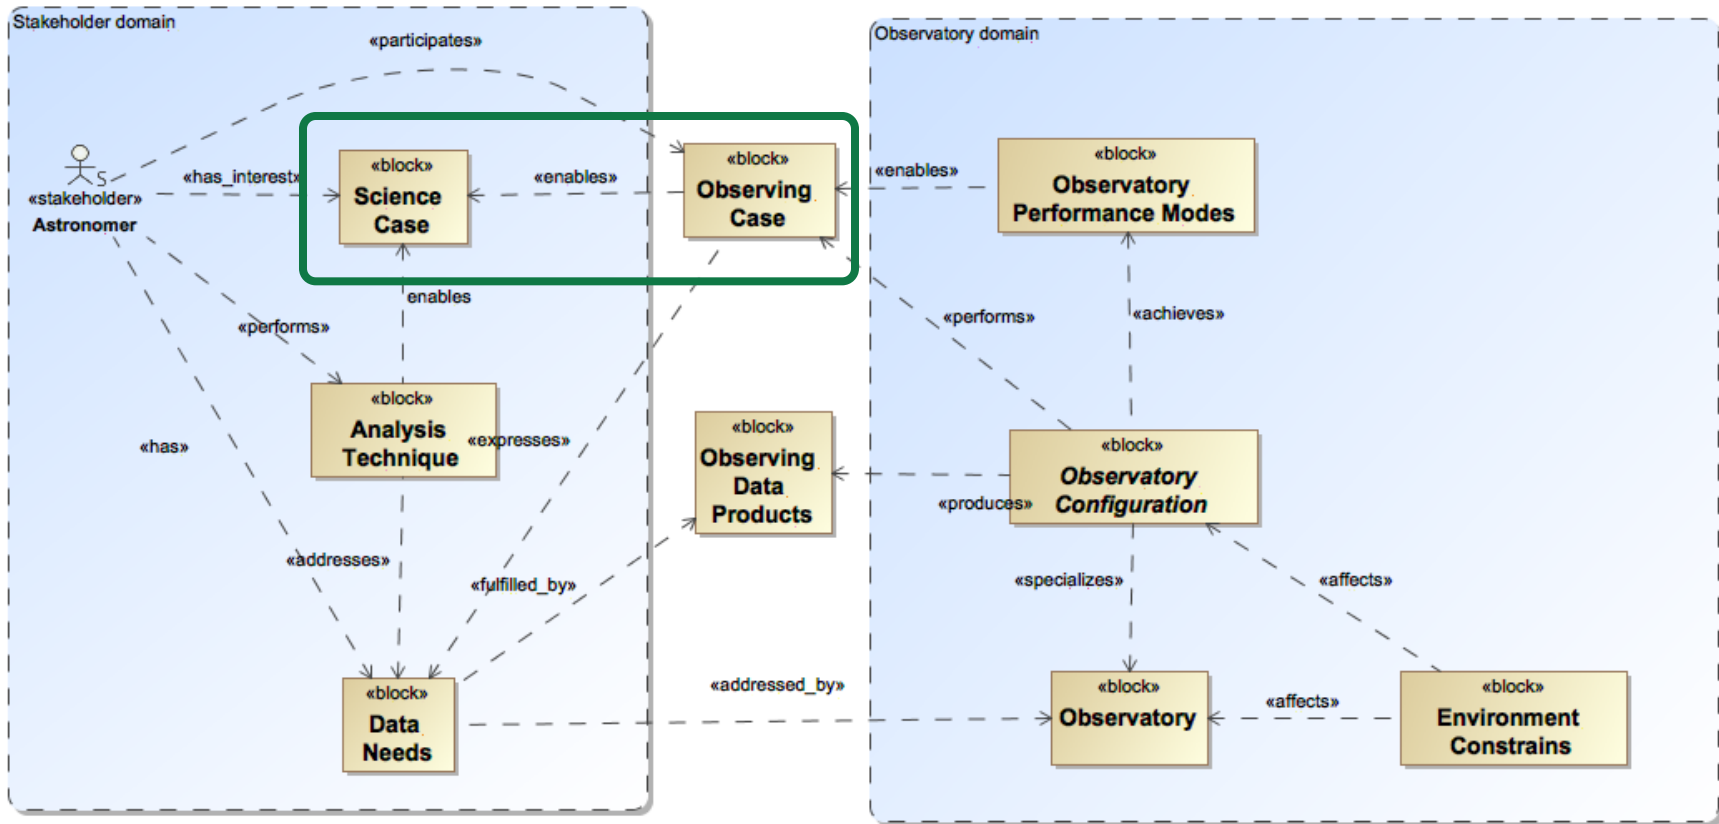 Stakeholder domain
«participates»
Observatory domain
«stakeholder»
Astronomer
S
«has_interest»
«block»
Science
Case
«enables»
«block»
Observing
Case
«enables»
«block»
Observatory
Performance Modes
enables
«performs»
«performs»
«achieves»
«block»
Analysis
Technique
«has»
«expresses»
«block»
Observing
Data
Products
«produces»
«block»
Observatory
Configuration
«addresses»
«fulfilled_by»
«specializes»
«affects»
«block»
Data
Needs
«addressed_by»
«block»
Observatory
«affects»
«block»
Environment
Constrains